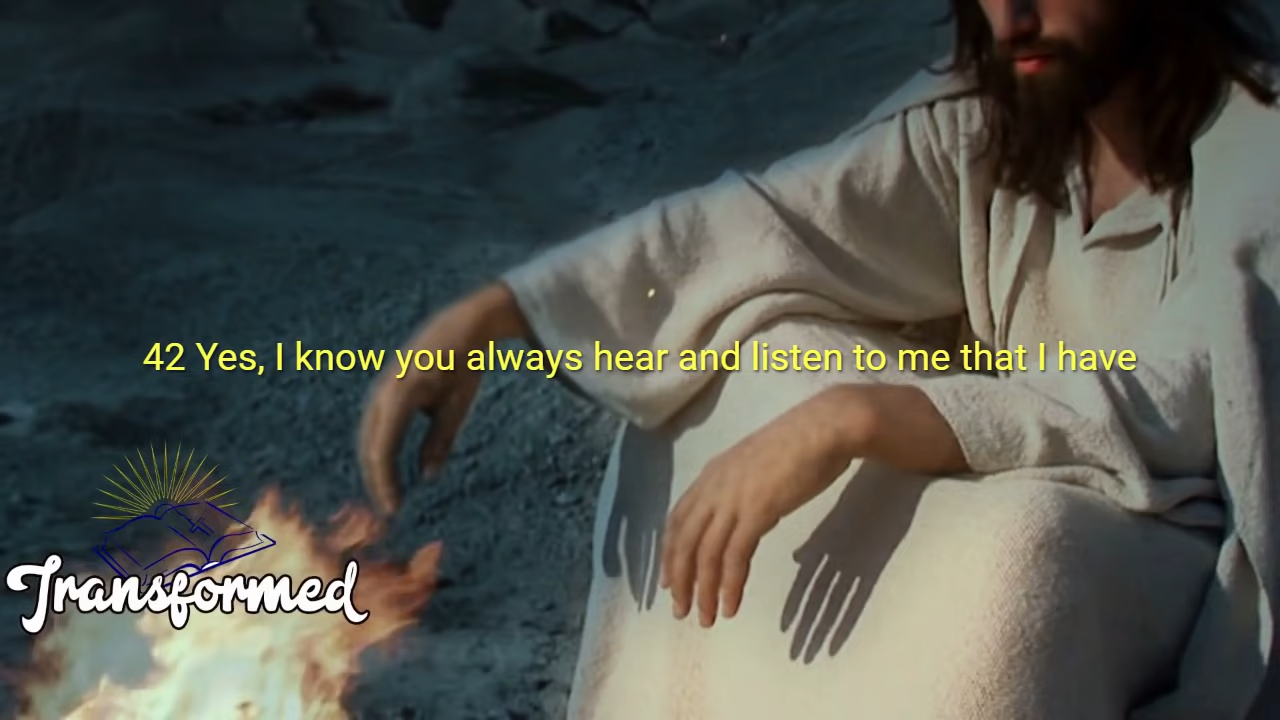 42 Yes, I know you always hear and listen to me that I have
Transformed